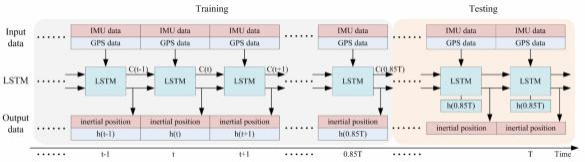 Training
Testing
Input data
IMU data IMU data IMU data IMU data IMU data IMU data
GPS data GPS data GPS data GPS data GPS data GPS data
C(t-1) C(t) C(t+1) C(0.85T)
LSTM LSTM LSTM LSTM LSTM LSTM LSTM
h(0.85T) h(0.85T)
Output data
inertial position inertial position inertial position inertial position inertial position inertial position
h(t-1) h(t) h(t+1) h(0.85T)
t-1 t t+1 0.85T T Time